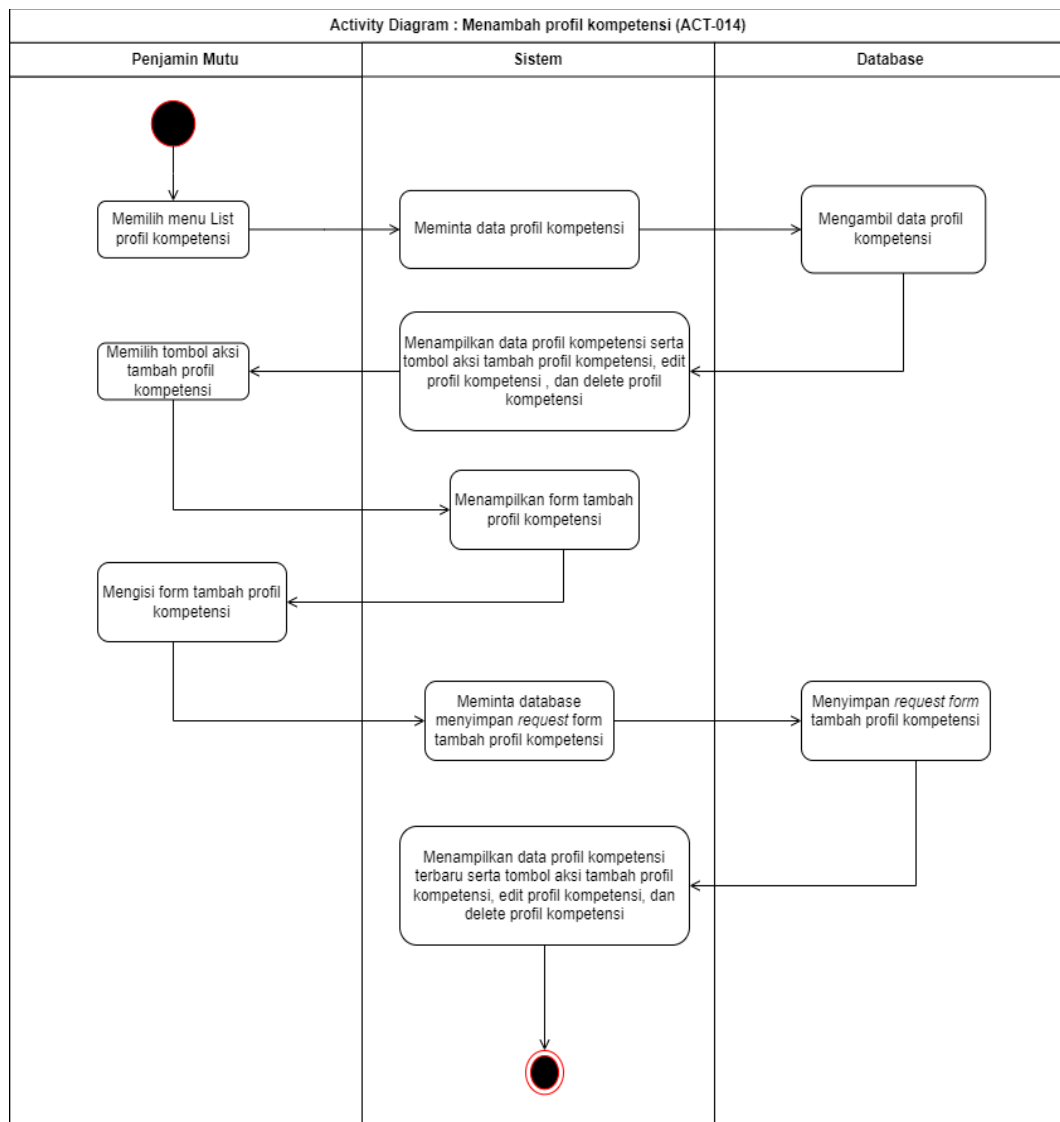 Activity Diagram : Menambah profil kompetensi (ACT-014)
Penjamin Mutu
Sistem
Database
Memilih menu List
profil kompetensi
Meminta data profil kompetensi
Mengambil data profil
kompetensi
Menampilkan data profil kompetensi serta
tombol aksi tambah profil kompetensi, edit
profil kompetensi , dan delete profil
kompetensi
Memilih tombol aksi
tambah profil
kompetensi
Menampilkan form tambah
profil kompetensi
Mengisi form tambah profil
kompetensi
Meminta database
menyimpan request form
tambah profil kompetensi
Menyimpan request form
tambah profil kompetensi
Menampilkan data profil kompetensi
terbaru serta tombol aksi tambah profil
kompetensi, edit profil kompetensi, dan
delete profil kompetensi